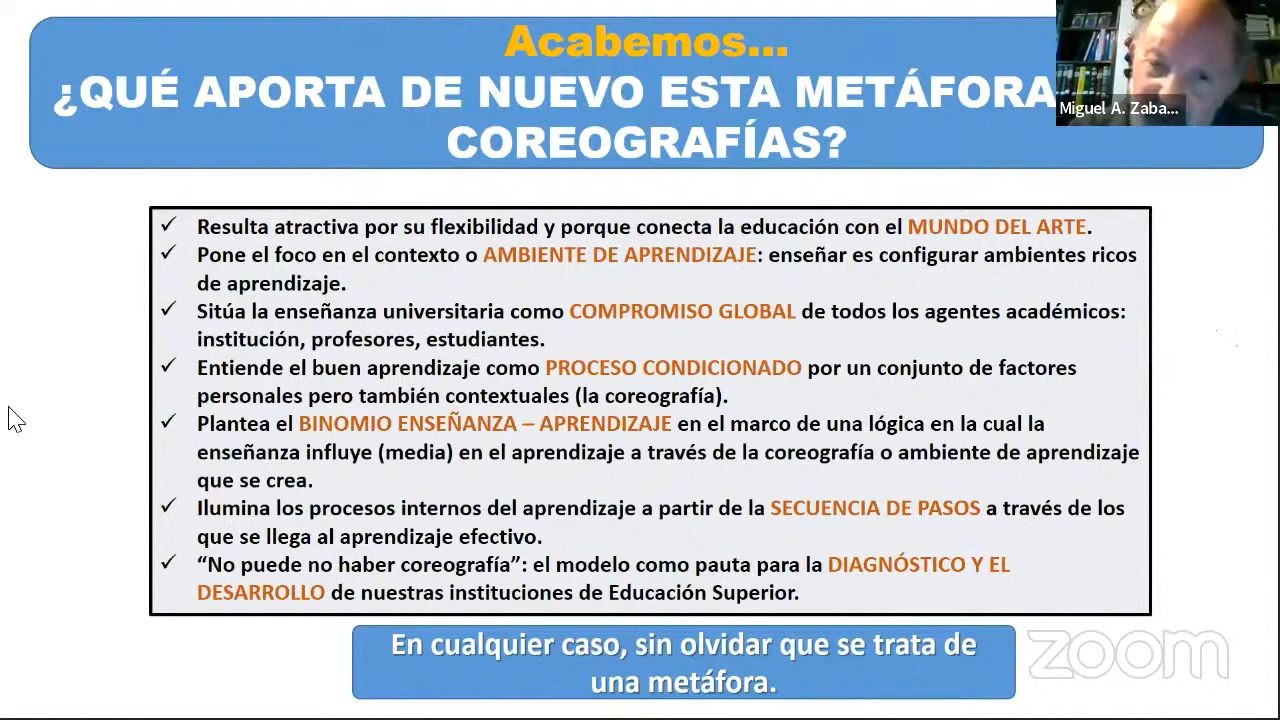 Acabemos...
¿QUÉ APORTA DE NUEVO ESTA METÁFORA
COREOGRAFÍAS?
Miguel A. Zaba...
✓ Resulta atractiva por su flexibilidad y porque conecta la educación con el MUNDO DEL ARTE.
✓ Pone el foco en el contexto o AMBIENTE DE APRENDIZAJE: enseñar es configurar ambientes ricos
de aprendizaje.
✓ Sitúa la enseñanza universitaria como COMPROMISO GLOBAL de todos los agentes académicos:
institución, profesores, estudiantes.
✓ Entiende el buen aprendizaje como PROCESO CONDICIONADO por un conjunto de factores
personales pero también contextuales (la coreografía).
✓ Plantea el BINOMIO ENSEÑANZA – APRENDIZAJE en el marco de una lógica en la cual la
enseñanza influye (media) en el aprendizaje a través de la coreografía o ambiente de aprendizaje
que se crea.
✓ Ilumina los procesos internos del aprendizaje a partir de la SECUENCIA DE PASOS a través de los
que se llega al aprendizaje efectivo.
✓ “No puede no haber coreografía”: el modelo como pauta para la DIAGNÓSTICO Y EL
DESARROLLO de nuestras instituciones de Educación Superior.
En cualquier caso, sin olvidar que se trata de
una metáfora.
zoom